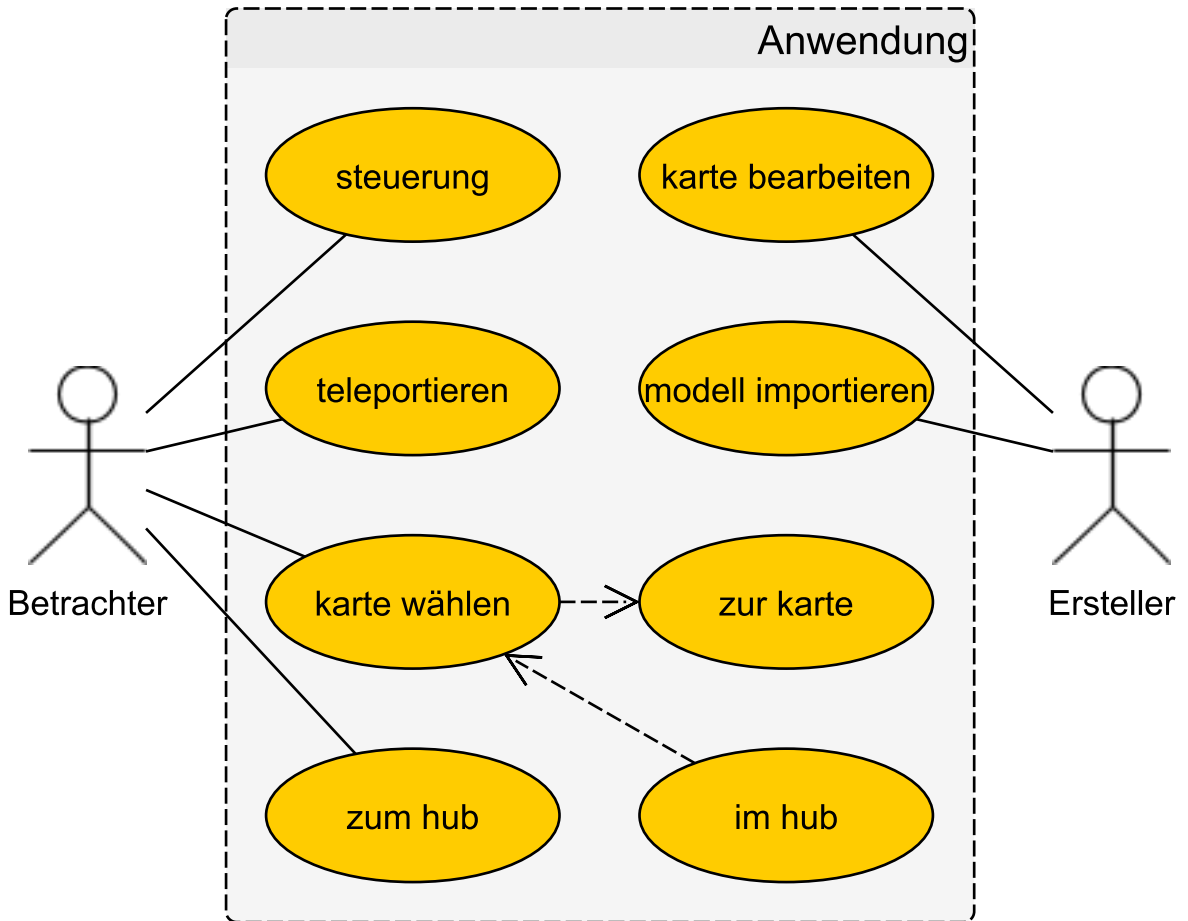 Anwendung
steuerung
karte bearbeiten
teleportieren
modell importieren
Betrachter
karte wählen
zur karte
Ersteller
zum hub
im hub